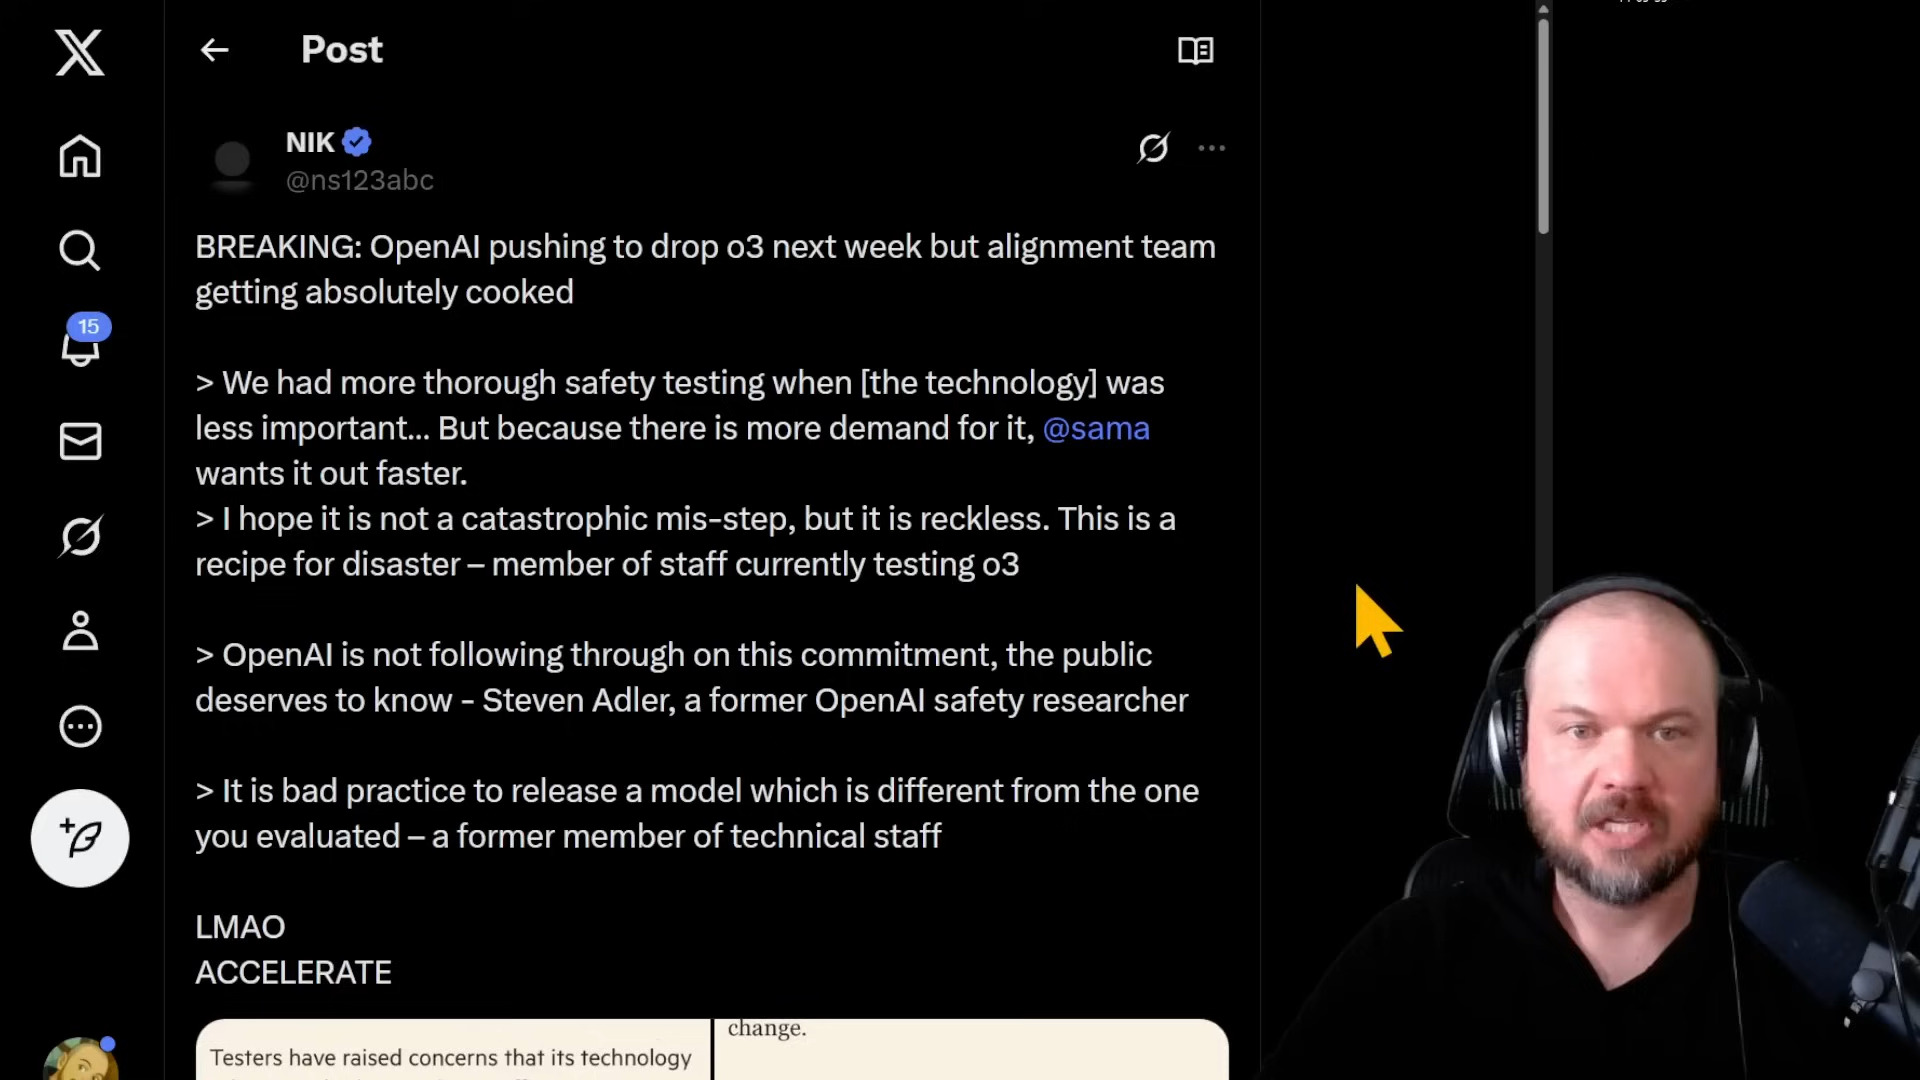 Post
NIK
@ns123abc
BREAKING: OpenAI pushing to drop o3 next week but alignment team
getting absolutely cooked
> We had more thorough safety testing when [the technology] was
less important... But because there is more demand for it, @sama
wants it out faster.
> I hope it is not a catastrophic mis-step, but it is reckless. This is a
recipe for disaster – member of staff currently testing o3
> OpenAI is not following through on this commitment, the public
deserves to know - Steven Adler, a former OpenAI safety researcher
> It is bad practice to release a model which is different from the one
you evaluated – a former member of technical staff
LMAO
ACCELERATE
Testers have raised concerns that its technology
change.
15